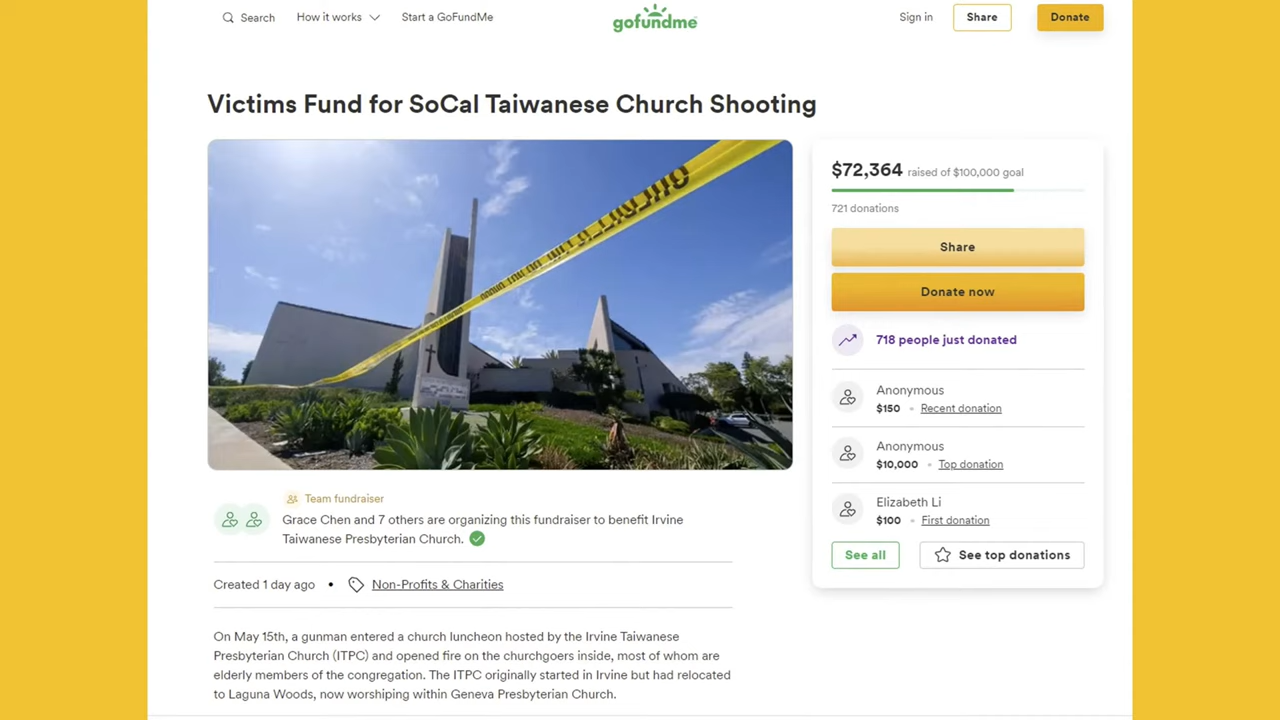 Search
How it works
Start a GoFundMe
gofundme
Sign in
Share
Donate
Victims Fund for SoCal Taiwanese Church Shooting
$72,364 raised of $100,000 goal
721 donations
Share
Donate now
718 people just donated
Anonymous
$150 • Recent donation
Anonymous
$10,000 • Top donation
Elizabeth Li
$100 • First donation
See all
See top donations
Team fundraiser
Grace Chen and 7 others are organizing this fundraiser to benefit Irvine
Taiwanese Presbyterian Church.
Created 1 day ago • Non-Profits & Charities
On May 15th, a gunman entered a church luncheon hosted by the Irvine Taiwanese
Presbyterian Church (ITPC) and opened fire on the churchgoers inside, most of whom are
elderly members of the congregation. The ITPC originally started in Irvine but had relocated
to Laguna Woods, now worshiping within Geneva Presbyterian Church.